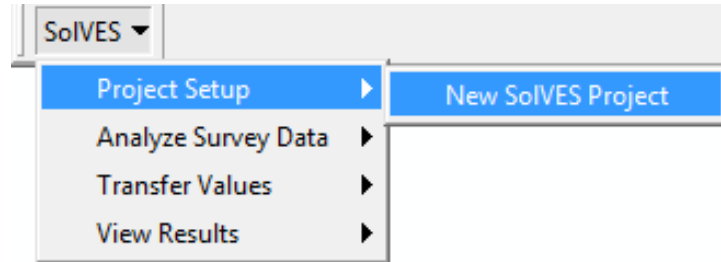 SolVES
Project Setup
New SolVES Project
Analyze Survey Data
Transfer Values
View Results